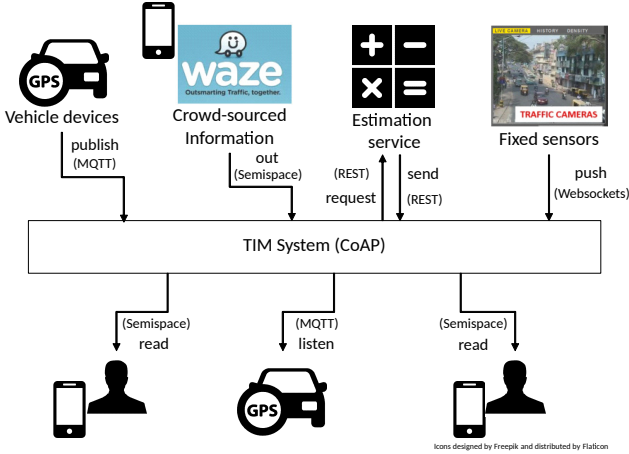 LIVE CAMERA HISTORY DENSITY
waze
Outsmarting Traffic, together.
TRAFFIC CAMERAS
GPS
Vehicle devices
Crowd-sourced
Information
Estimation
service
Fixed sensors
publish
(MQTT)
out
(Semispace)
(REST)
request
send
(REST)
push
(Websockets)
TIM System (CoAP)
(Semispace)
read
(MQTT)
listen
(Semispace)
read
GPS
Icons designed by Freepik and distributed by Flaticon